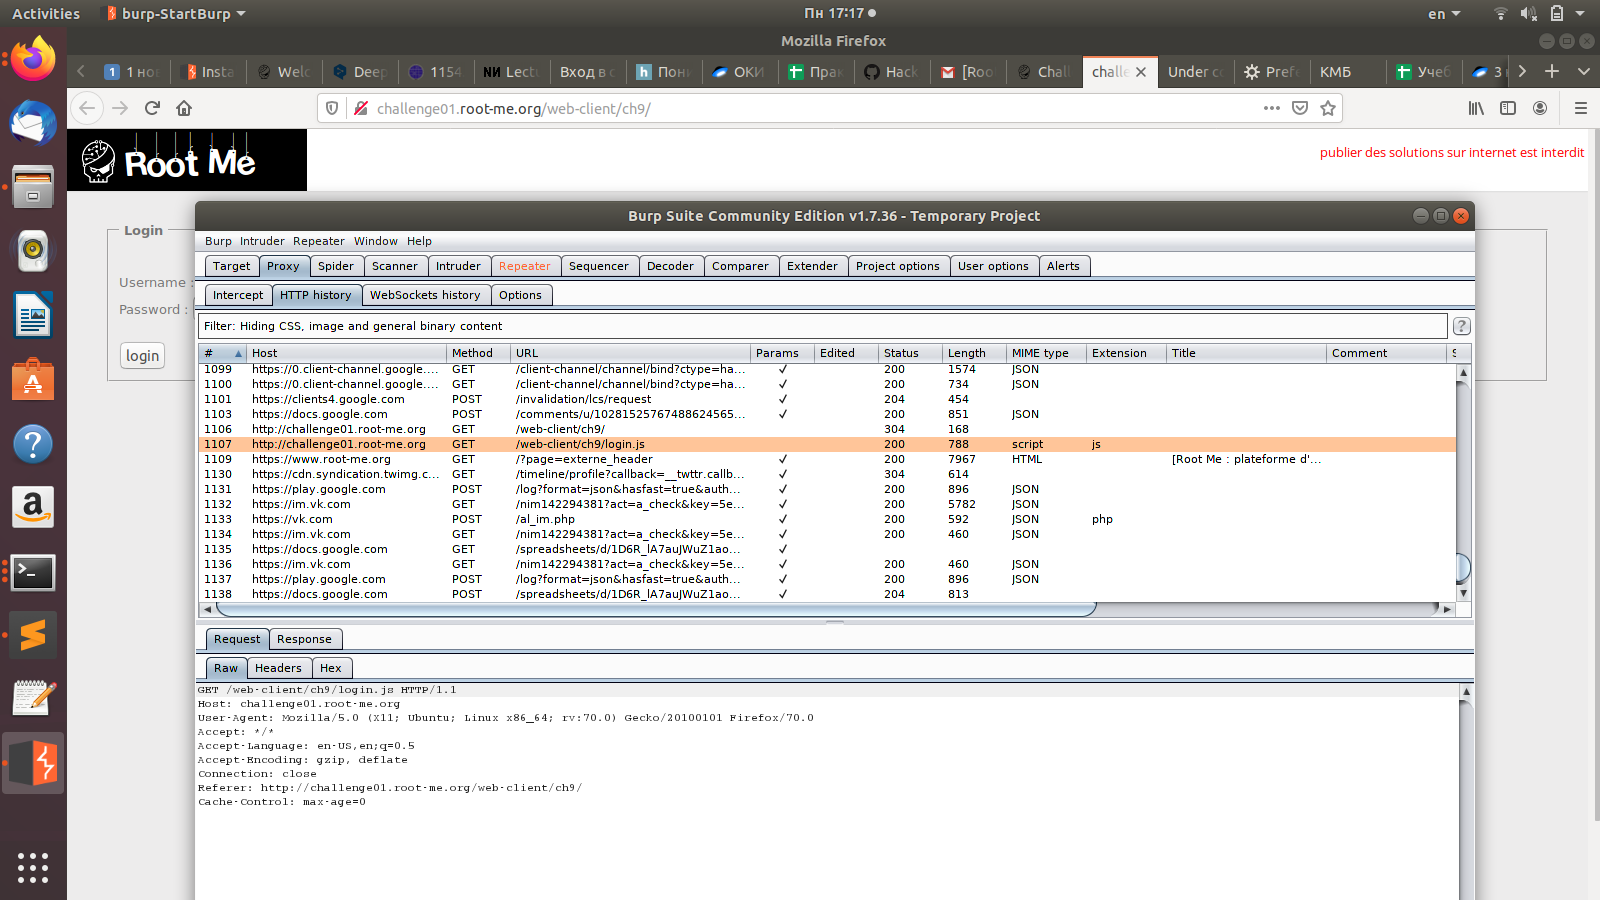 Activities burp-StartBurp Пн 17:17 en
Mozilla Firefox
1 1 нов Insta Welc Deep 1154 NИ Lectu Вход в с h Пони ОКИ Прак Hack [Roo Chall challe Under co Prefe КМБ Учеб 3
challenge01.root-me.org/web-client/ch9/
Root Me
publier des solutions sur internet est interdit
Login
Username :
Password :
login
Burp Suite Community Edition v1.7.36 - Temporary Project
Burp Intruder Repeater Window Help
Target Proxy Spider Scanner Intruder Repeater Sequencer Decoder Comparer Extender Project options User options Alerts
Intercept HTTP history WebSockets history Options
Filter: Hiding CSS, image and general binary content ?
# Host Method URL Params Edited Status Length MIME type Extension Title Comment S
1099 https://0.client-channel.google.... GET /client-channel/channel/bind?ctype=ha... ✓ 200 1574 JSON
1100 https://0.client-channel.google.... GET /client-channel/channel/bind?ctype=ha... ✓ 200 734 JSON
1101 https://clients4.google.com POST /invalidation/lcs/request ✓ 204 454
1103 https://docs.google.com POST /comments/u/10281525767488624565... ✓ 200 851 JSON
1106 http://challenge01.root-me.org GET /web-client/ch9/ 304 168
1107 http://challenge01.root-me.org GET /web-client/ch9/login.js 200 788 script js
1109 https://www.root-me.org GET /?page=externe_header ✓ 200 7967 HTML [Root Me : plateforme d'...
1130 https://cdn.syndication.twimg.c... GET /timeline/profile?callback=__twttr.callb... ✓ 304 614
1131 https://play.google.com POST /log?format=json&hasfast=true&auth... ✓ 200 896 JSON
1132 https://im.vk.com GET /nim142294381?act=a_check&key=5e... ✓ 200 5782 JSON
1133 https://vk.com POST /al_im.php ✓ 200 592 JSON php
1134 https://im.vk.com GET /nim142294381?act=a_check&key=5e... ✓ 200 460 JSON
1135 https://docs.google.com GET /spreadsheets/d/1D6R_lA7auJWuZ1ao... ✓
1136 https://im.vk.com GET /nim142294381?act=a_check&key=5e... ✓ 200 460 JSON
1137 https://play.google.com POST /log?format=json&hasfast=true&auth... ✓ 200 896 JSON
1138 https://docs.google.com POST /spreadsheets/d/1D6R_lA7auJWuZ1ao... ✓ 204 813
Request Response
Raw Headers Hex
GET /web-client/ch9/login.js HTTP/1.1
Host: challenge01.root-me.org
User-Agent: Mozilla/5.0 (X11; Ubuntu; Linux x86_64; rv:70.0) Gecko/20100101 Firefox/70.0
Accept: */*
Accept-Language: en-US,en;q=0.5
Accept-Encoding: gzip, deflate
Connection: close
Referer: http://challenge01.root-me.org/web-client/ch9/
Cache-Control: max-age=0